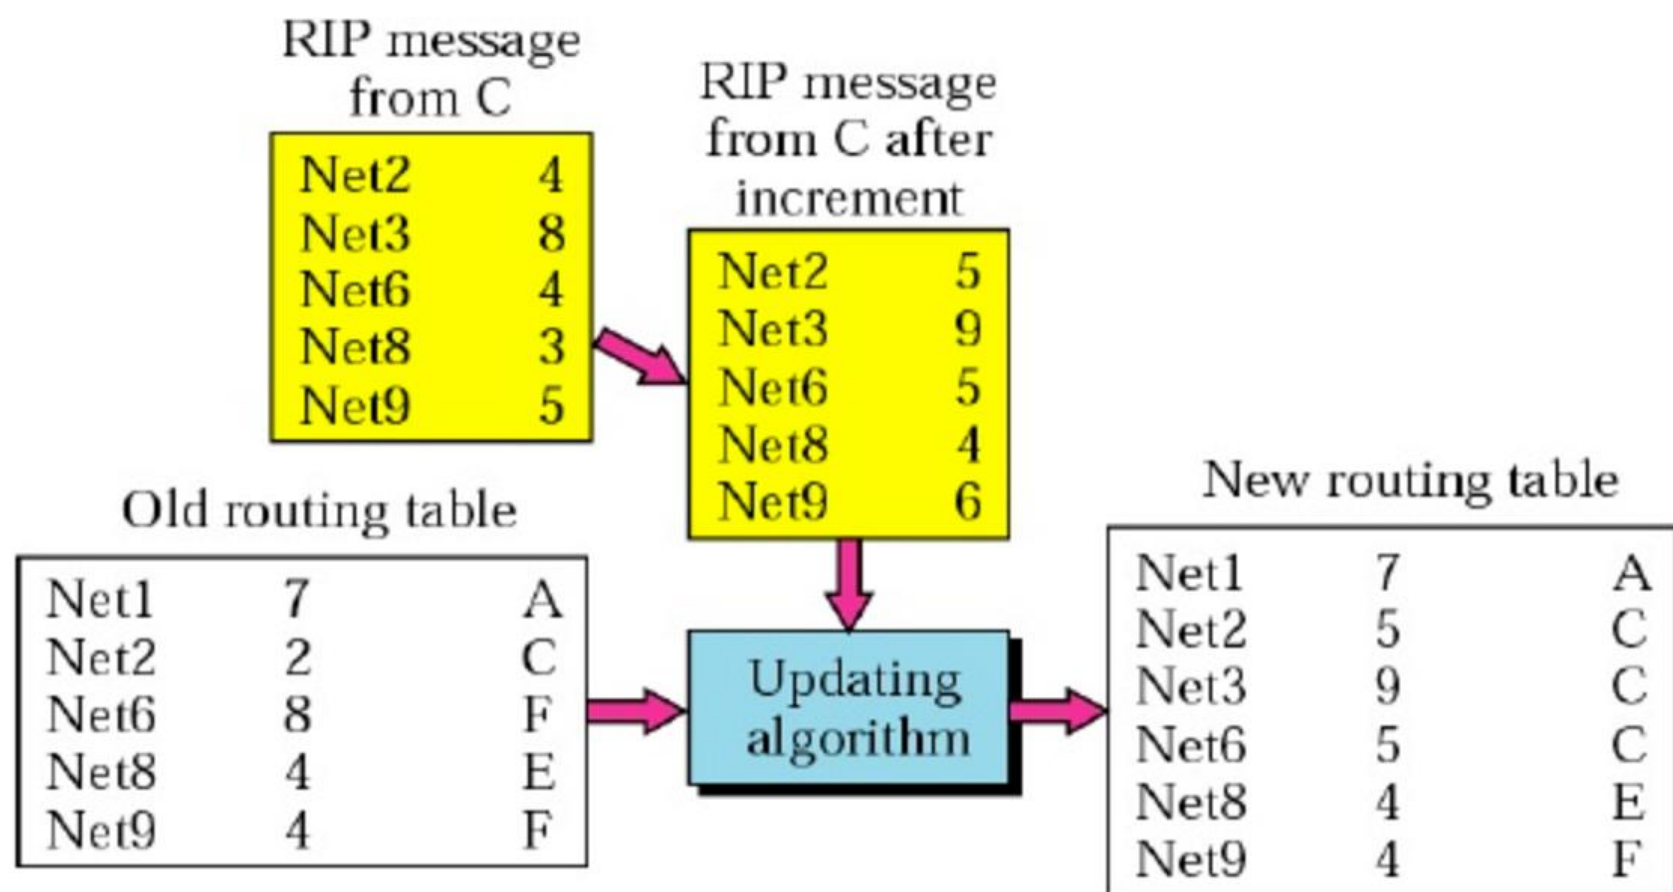 RIP message
from C
Net2 4
Net3 8
Net6 4
Net8 3
Net9 5
RIP message
from C after
increment
Net2 5
Net3 9
Net6 5
Net8 4
Net9 6
Old routing table
Net1 7 A
Net2 2 C
Net6 8 F
Net8 4 E
Net9 4 F
Updating
algorithm
New routing table
Net1 7 A
Net2 5 C
Net3 9 C
Net6 5 C
Net8 4 E
Net9 4 F